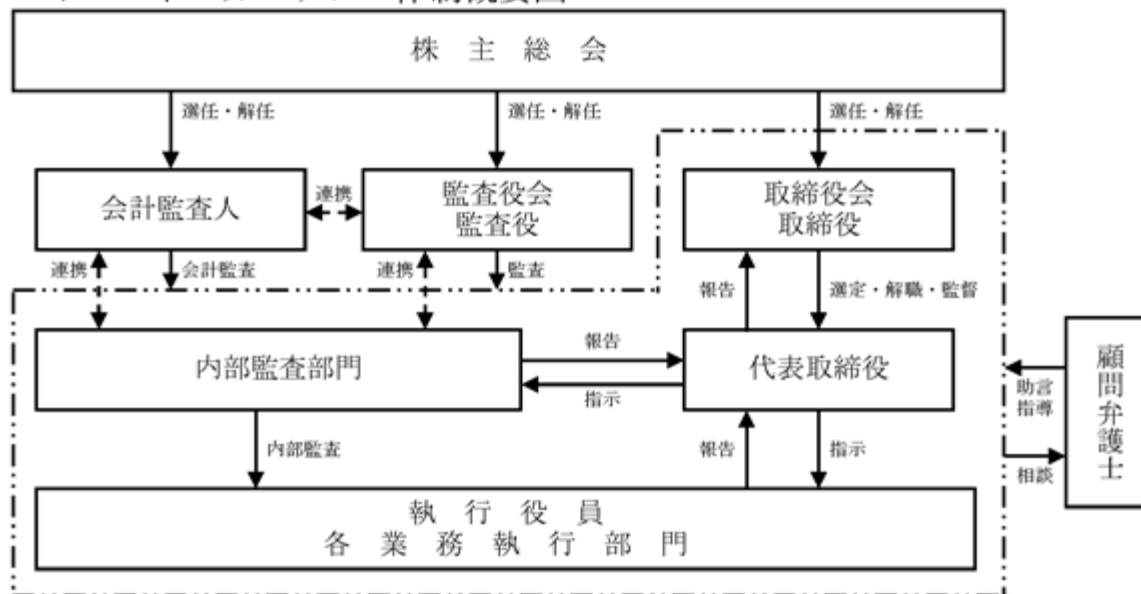 体制概要図
株主総会
選任・解任
選任・解任
選任・解任
会計監査人
連携
監査役会
監査役
取締役会
取締役
連携
会計監査
連携
監査
報告
選定・解職・監督
内部監査部門
報告
指示
代表取締役
助言
指導
相談
顧問弁護士
内部監査
報告
指示
執行役員
各業務執行部門